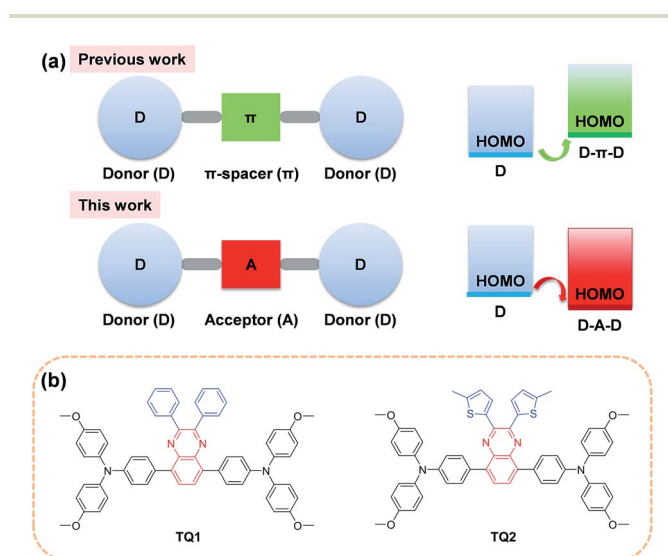 (a)
Previous work
D
π
D
HOMO
HOMO
D
D-π-D
Donor (D)
π-spacer (π)
Donor (D)
This work
D
A
D
HOMO
HOMO
D
D-A-D
Donor (D)
Acceptor (A)
Donor (D)
(b)
O
O
N
N
N
N
O
O
TQ1
S
S
O
O
N
N
N
N
O
O
TQ2